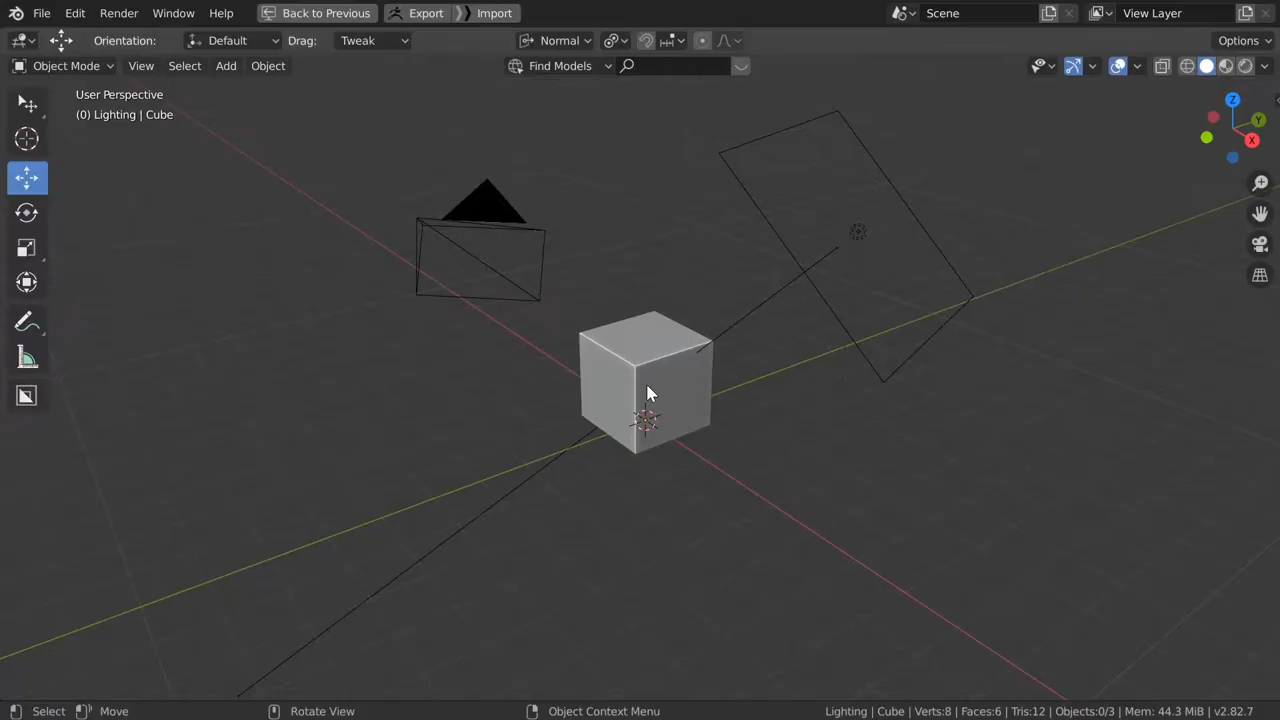 File Edit Render Window Help Back to Previous Export Import Scene View Layer
Orientation: Default Drag: Tweak Normal Options
Object Mode View Select Add Object Find Models
User Perspective
(0) Lighting | Cube
Z
Y
X
Select Move Rotate View Object Context Menu Lighting | Cube | Verts:8 | Faces:6 | Tris:12 | Objects:0/3 | Mem: 44.3 MiB | v2.82.7